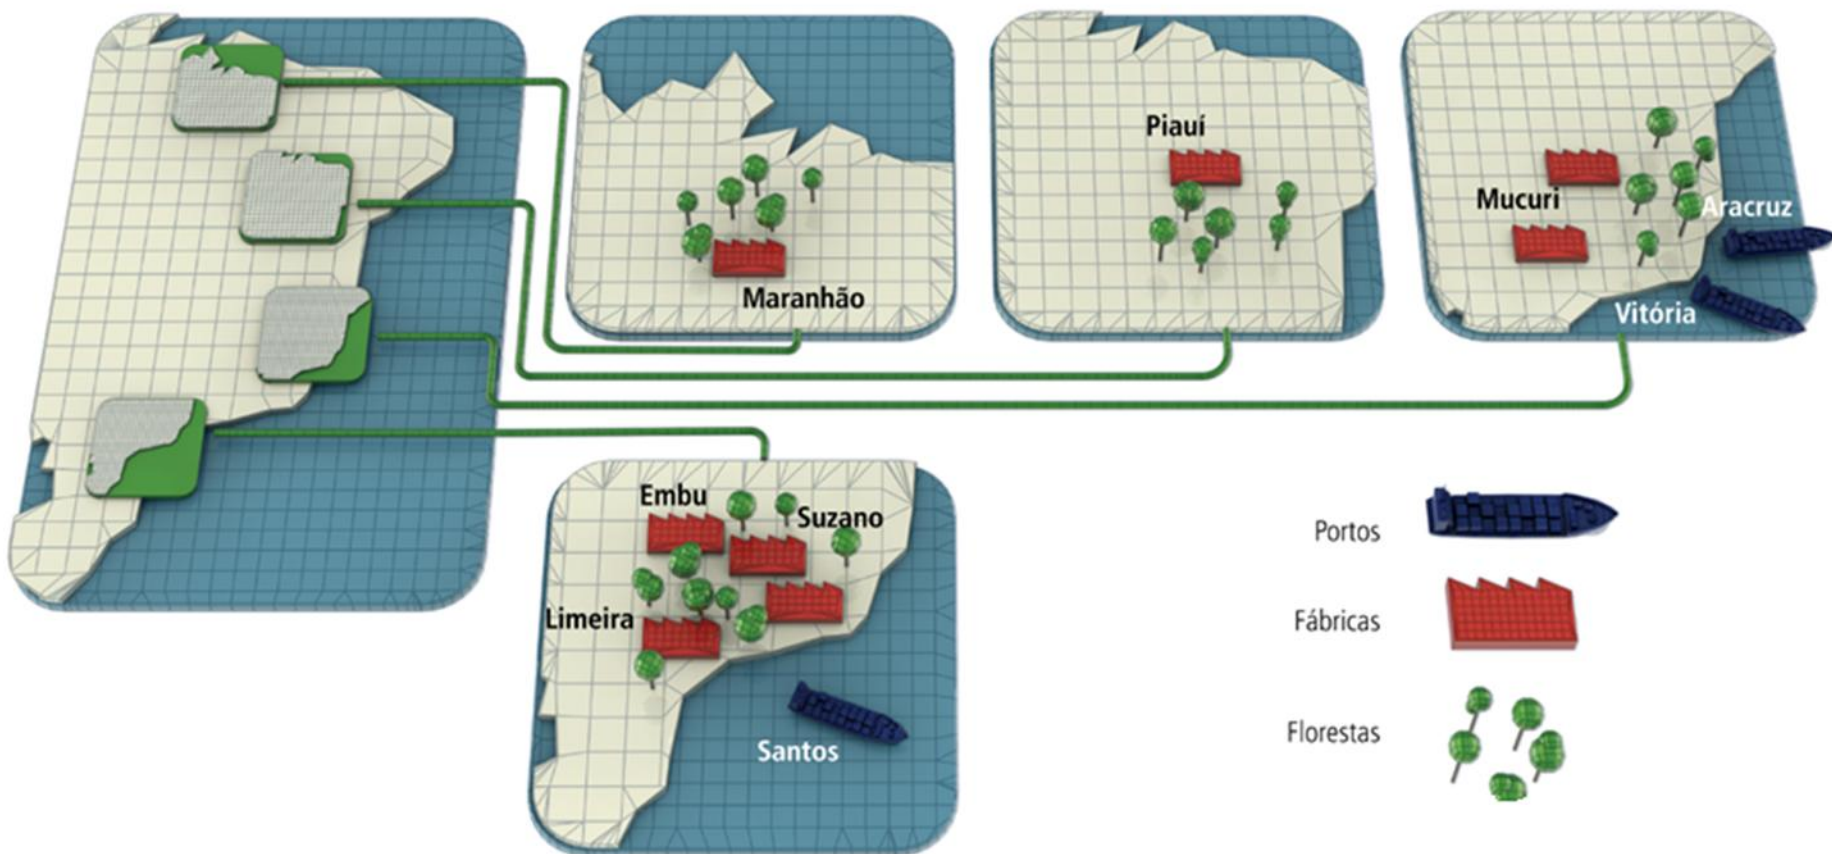 Piauí
Mucuri
Aracruz
Maranhão
Vitória
Embu
Suzano
Limeira
Santos
Portos
Fábricas
Florestas